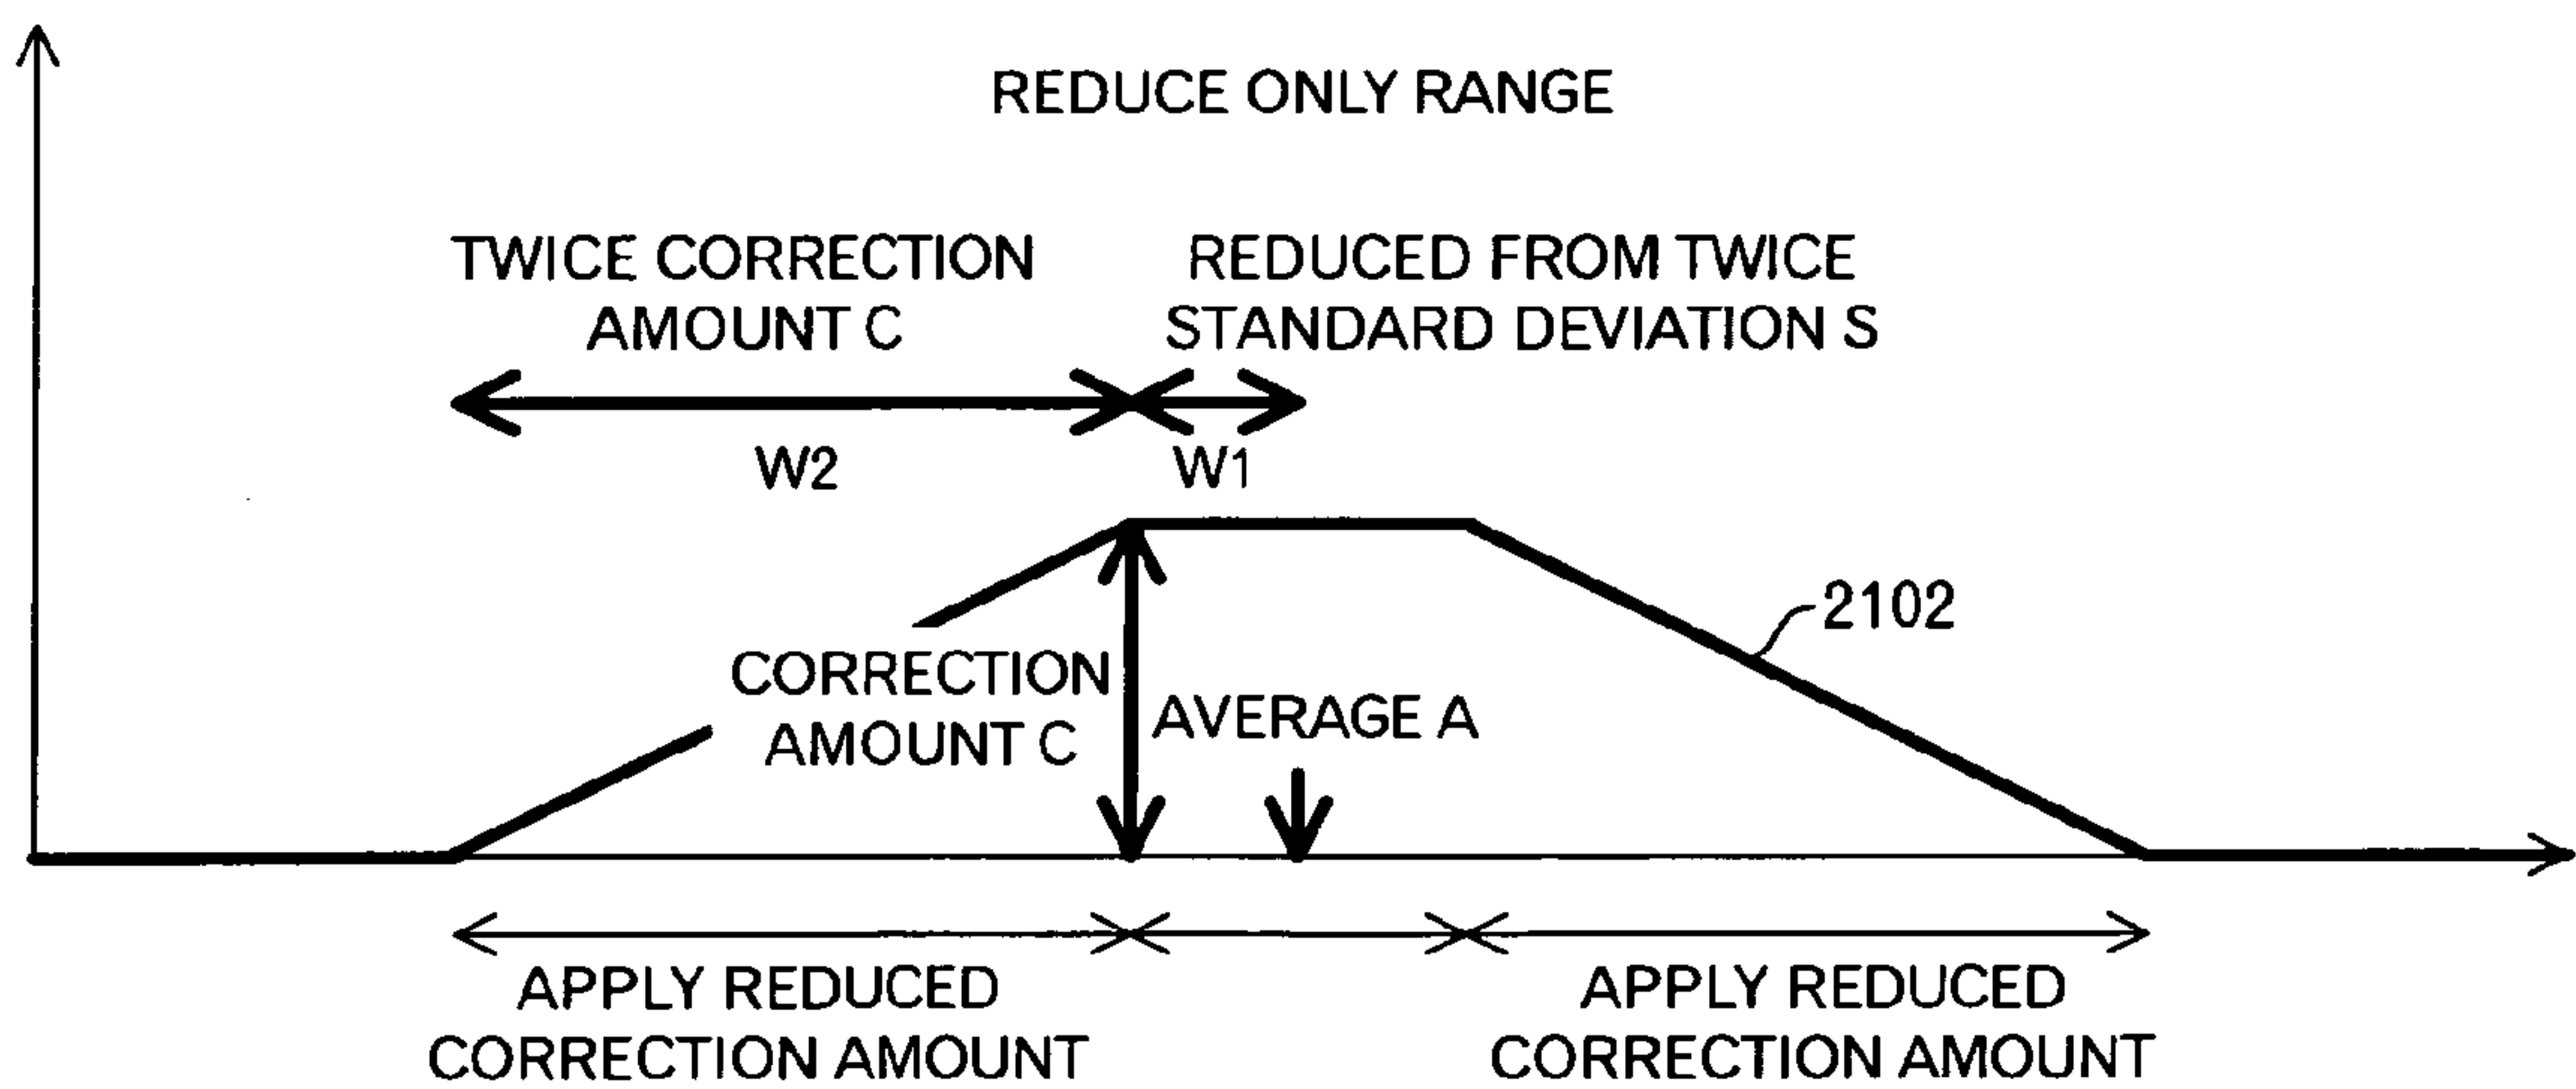 REDUCE ONLY RANGE
TWICE CORRECTION
AMOUNT C
REDUCED FROM TWICE
STANDARD DEVIATION S
W2
W1
2102
CORRECTION
AMOUNT C
AVERAGE A
APPLY REDUCED
CORRECTION AMOUNT
APPLY REDUCED
CORRECTION AMOUNT